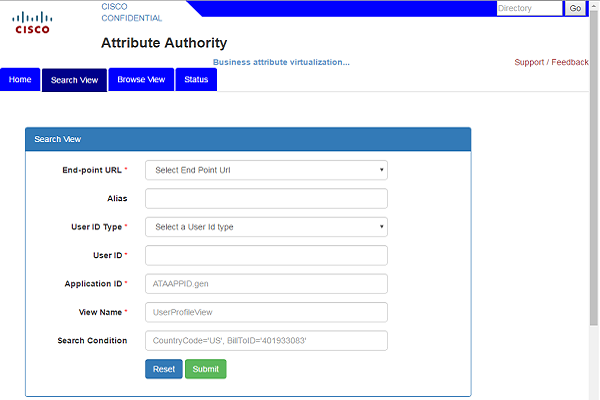 CISCO
CONFIDENTIAL
Directory Go
CISCO
Attribute Authority
Business attribute virtualization...
Support / Feedback
Home Search View Browse View Status
Search View
End-point URL * Select End Point Url
Alias
User ID Type * Select a User Id type
User ID *
Application ID * ATAAPPID.gen
View Name * UserProfileView
Search Condition CountryCode='US', BillToID='401933083'
Reset Submit